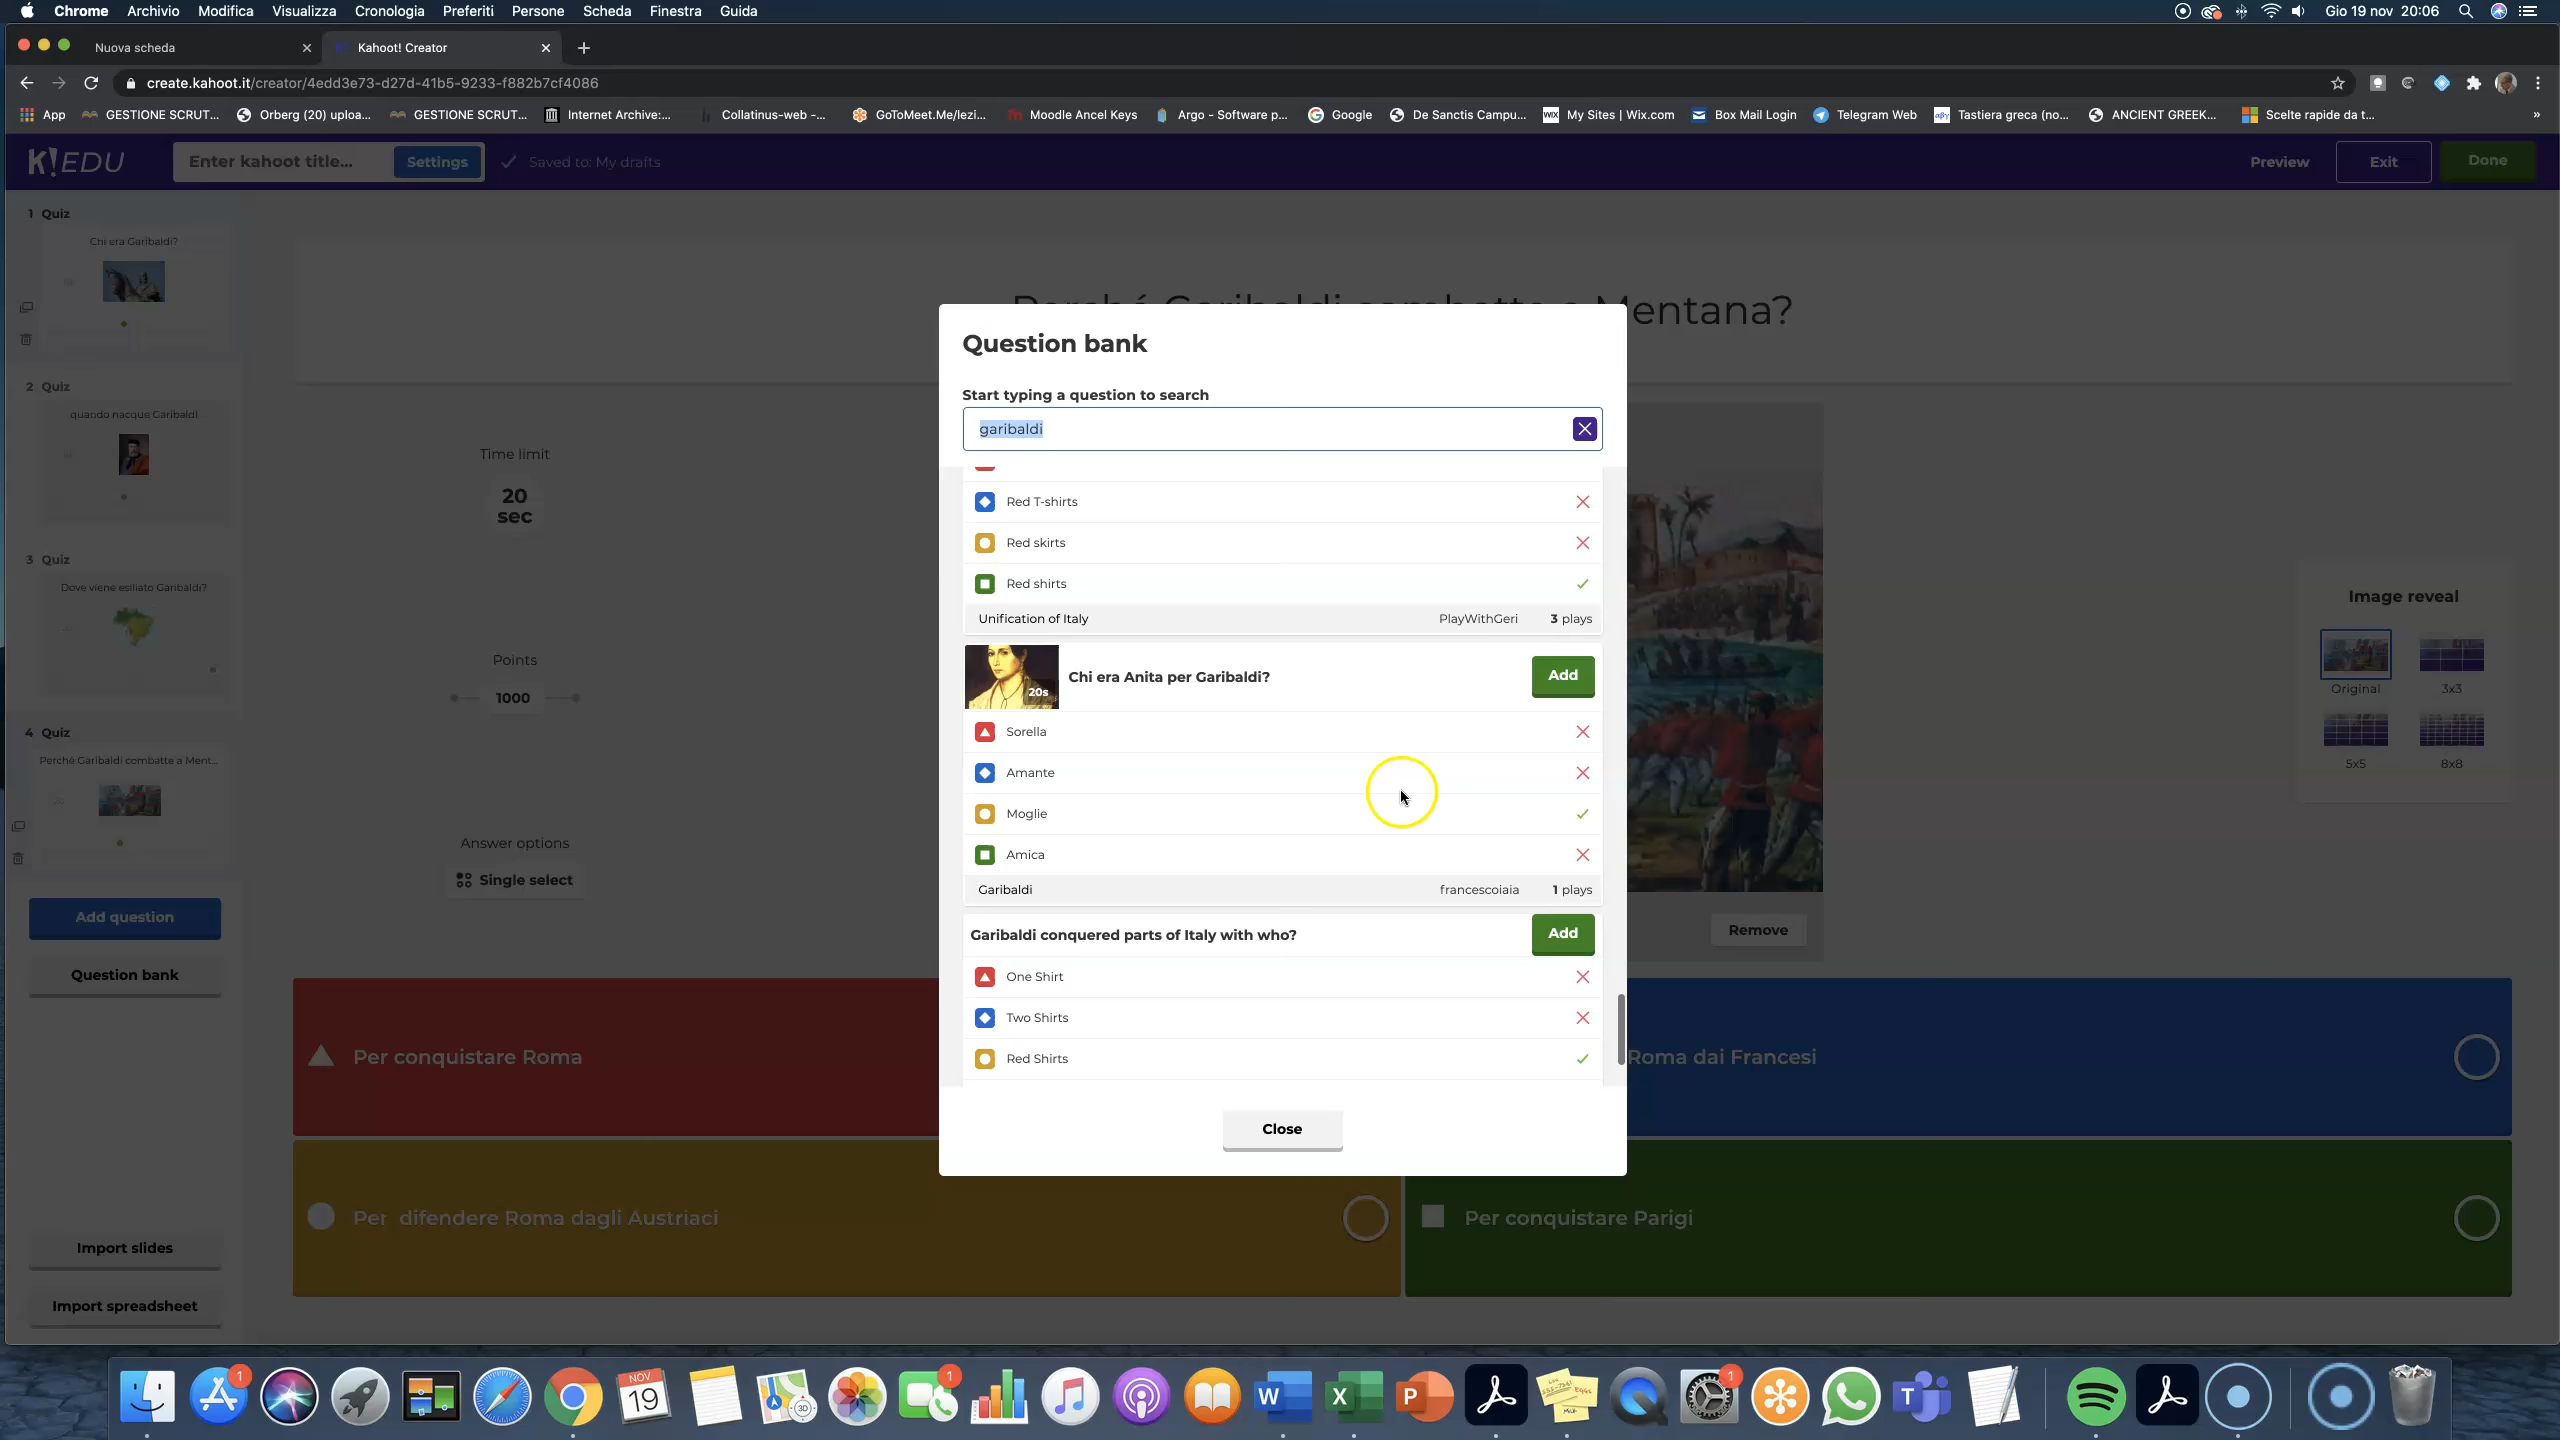 Chrome Archivio Modifica Visualizza Cronologia Preferiti Persone Scheda Finestra Guida Gio 19 nov 20:06
Nuova scheda Kahoot! Creator
create.kahoot.it/creator/4edd3e73-d27d-41b5-9233-f882b7cf4086
App GESTIONE SCRUT... Orberg (20) uploa... GESTIONE SCRUT... Internet Archive:... Collatinus-web -... GoToMeet.Me/lezi... Moodle Ancel Keys Argo - Software p... Google De Sanctis Campu... My Sites | Wix.com Box Mail Login Telegram Web Tastiera greca (no... ANCIENT GREEK... Scelte rapide da t... »
K!EDU Enter kahoot title... Settings Saved to: My drafts Preview Exit Done
1 Quiz
Chi era Garibaldi?
2 Quiz
quando nacque Garibaldi
3 Quiz
Dove viene esiliato Garibaldi?
4 Quiz
Perché Garibaldi combatte a Ment...
Add question
Question bank
Import slides
Import spreadsheet
Time limit
20
sec
Points
1000
Answer options
Single select
Mentana?
Question bank
Start typing a question to search
garibaldi
Red T-shirts
Red skirts
Red shirts
Unification of Italy PlayWithGeri 3 plays
20s Chi era Anita per Garibaldi? Add
Sorella
Amante
Moglie
Amica
Garibaldi francescoiaia 1 plays
Garibaldi conquered parts of Italy with who? Add
One Shirt
Two Shirts
Red Shirts
Close
Image reveal
Original 3x3
5x5 8x8
Remove
Per conquistare Roma
Roma dai Francesi
Per difendere Roma dagli Austriaci
Per conquistare Parigi
1
NOV
19
3D
1
W
X
P
1
T